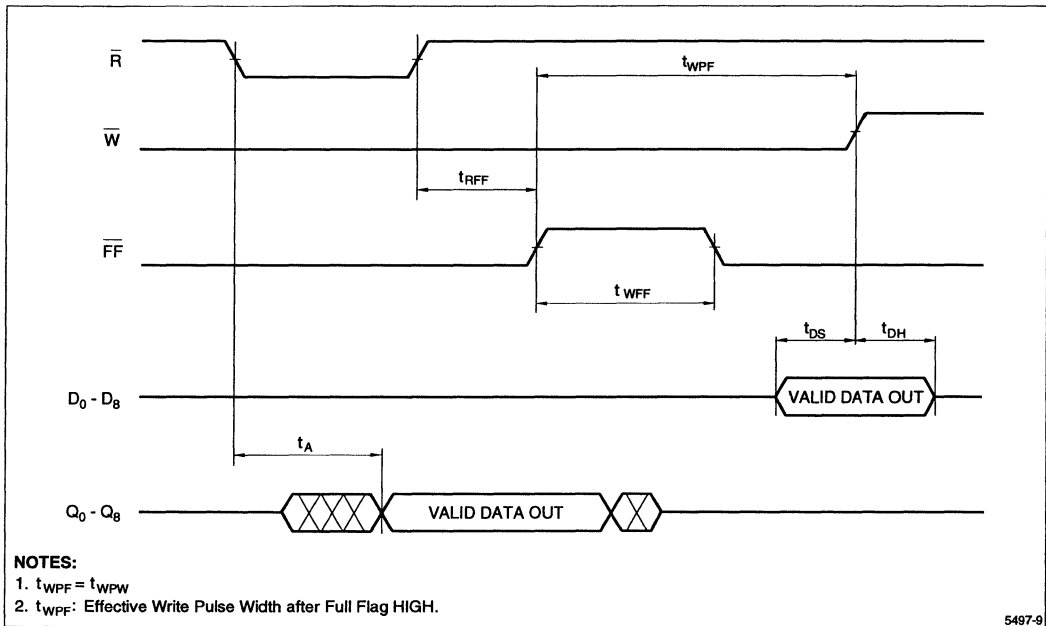 R̅
tWPF
W̅
tRFF
F̅F̅
tWFF
tDS tDH
D0 - D8 VALID DATA OUT
tA
Q0 - Q8 VALID DATA OUT
NOTES:
1. tWPF = tWPW
2. tWPF: Effective Write Pulse Width after Full Flag HIGH.
5497-9